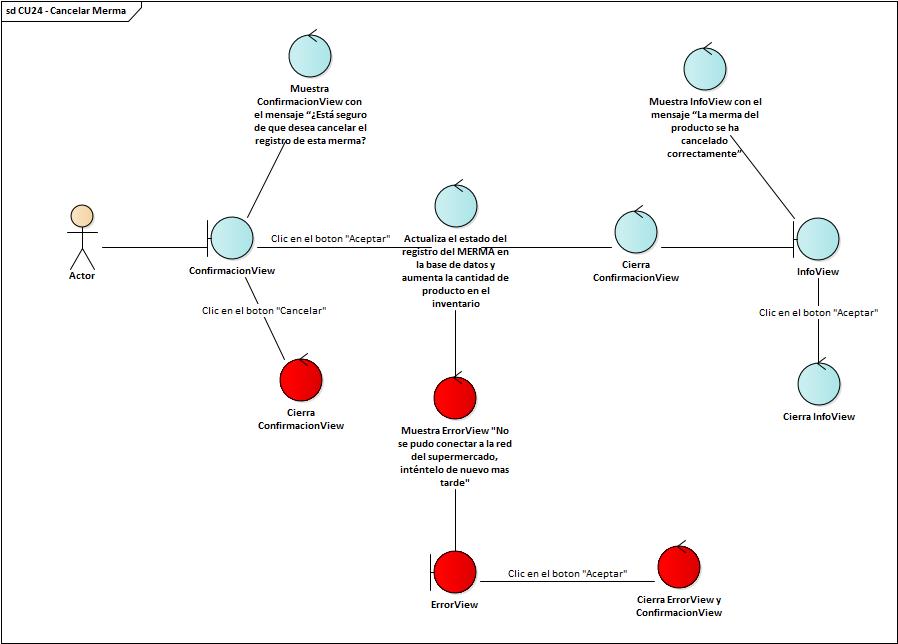 sd CU24 - Cancelar Merma
Muestra
ConfirmacionView con
el mensaje “¿Está seguro
de que desea cancelar el
registro de esta merma?
Muestra InfoView con el
mensaje “La merma del
producto se ha
cancelado
correctamente”
Actor
ConfirmacionView
Clic en el boton "Aceptar"
Actualiza el estado del
registro del MERMA en
la base de datos y
aumenta la cantidad de
producto en el
inventario
Cierra
ConfirmacionView
InfoView
Clic en el boton "Cancelar"
Clic en el boton "Aceptar"
Cierra
ConfirmacionView
Muestra ErrorView "No
se pudo conectar a la red
del supermercado,
inténtelo de nuevo mas
tarde"
Cierra InfoView
ErrorView
Clic en el boton "Aceptar"
Cierra ErrorView y
ConfirmacionView